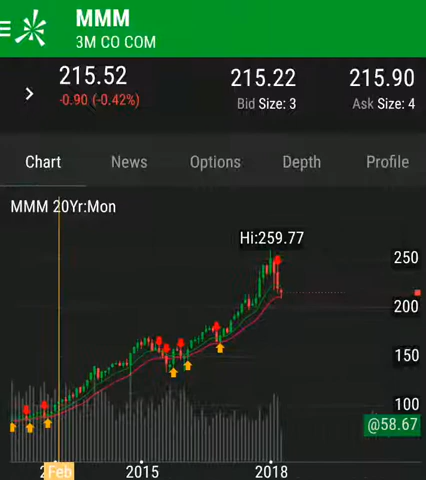 MMM
3M CO COM
215.52 215.22 215.90
-0.90 (-0.42%) Bid Size: 3 Ask Size: 4
Chart News Options Depth Profile
MMM 20Yr:Mon
Hi:259.77
250
200
150
100
@58.67
Feb 2015 2018